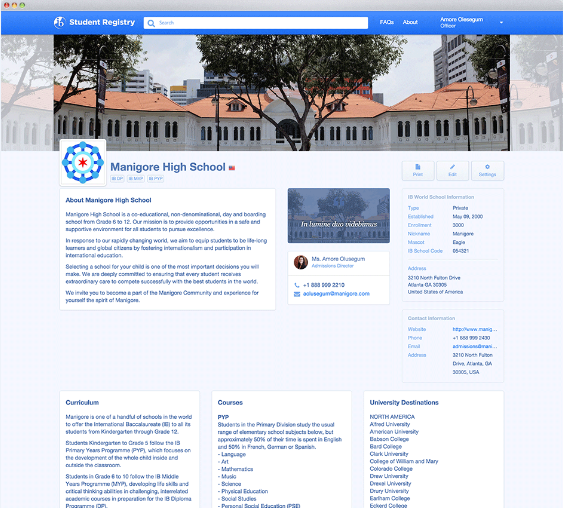 Student Registry
Search
FAQs
About
Amore Olesegum
Officer
Manigore High School
IB DP
IB MYP
IB PYP
Print
Edit
Settings
About Manigore High School
Manigore High School is a co-educational, non-denominational, day and boarding
school from Grade 6 to 12. Our mission is to provide opportunities in a safe and
supportive environment for all students to pursue excellence.
In response to our rapidly changing world, we aim to equip students to be life-long
learners and global citizens by fostering internationalism and participation in
international education.
Selecting a school for your child is one of the most important decisions you will
make. We are deeply committed to ensuring that every student receives
extraordinary care to compete successfully with the best students in the world.
We invite you to become a part of the Manigore Community and experience for
yourself the spirit of Manigore.
In lumine tuo videbimus
Ms. Amore Olusegum
Admissions Director
+1 888 999 2210
aolusegum@manigore.com
IB World School Information
Type Private
Established May 09, 2000
Enrollment 3000
Nickname Manigore
Mascot Eagle
IB School Code 054321
Address
3210 North Fulton Drive
Atlanta GA 30305
United States of America
Contact Information
Website http://www.manig...
Phone +1 888 999 2430
Email admissions@mani...
Address 3210 North Fulton
Drive, Atlanta, GA
30305, USA
Curriculum
Manigore is one of a handful of schools in the world
to offer the International Baccalaureate (IB) to all its
students from Kindergarten through Grade 12.
Students Kindergarten to Grade 5 follow the IB
Primary Years Programme (PYP), which focuses on
the development of the whole child inside and
outside the classroom.
Students in Grade 6 to 10 follow the IB Middle
Years Programme (MYP), developing life skills and
critical thinking abilities in challenging, interrelated
academic courses in preparation for the IB Diploma
Programme (DP).
Courses
PYP
Students in the Primary Division study the usual
range of elementary school subjects below, but
approximately 50% of their time is spent in English
and 50% in French, German or Spanish.
- Language
- Art
- Mathematics
- Music
- Science
- Physical Education
- Social Studies
- Personal Social Education (PSE)
University Destinations
NORTH AMERICA
Alfred University
American University
Babson College
Bard College
Clark University
College of William and Mary
Colorado College
Drew University
Drexel University
Drury University
Earlham College
Eckerd College